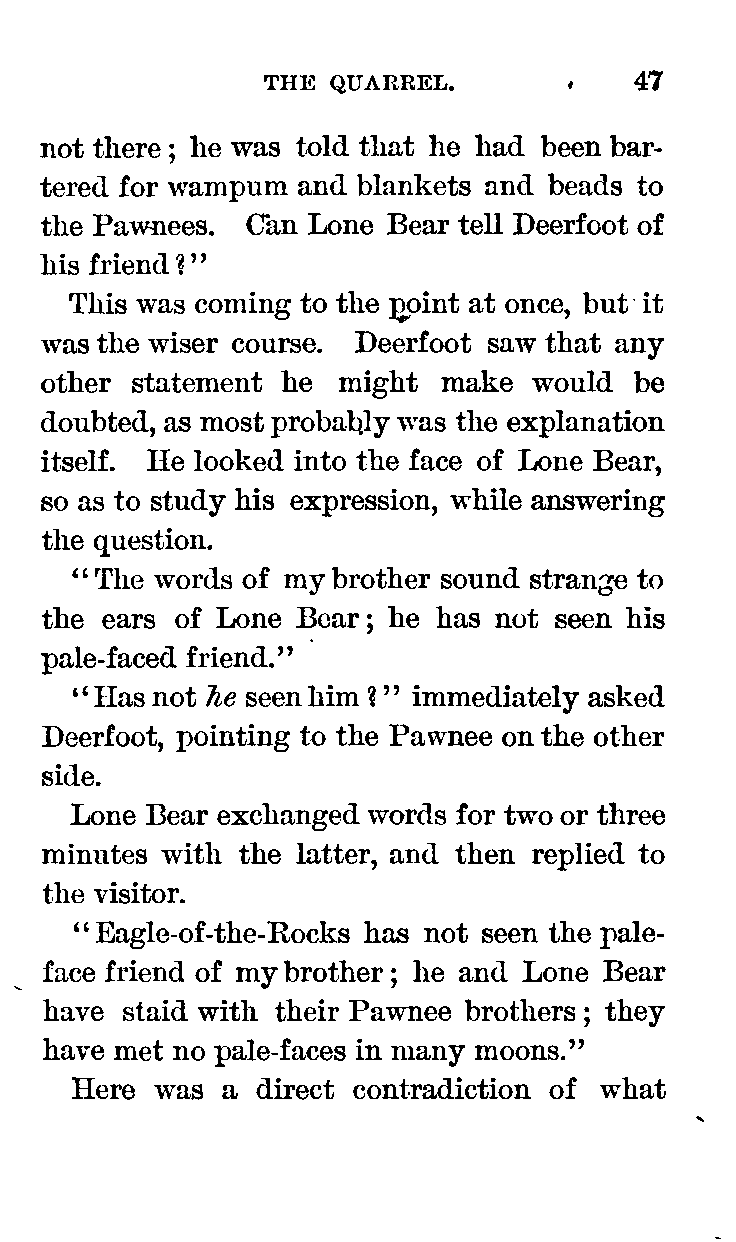 THE QUARREL. 47
not there; he was told that he had been bar-
tered for wampum and blankets and beads to
the Pawnees. Can Lone Bear tell Deerfoot of
his friend?"
This was coming to the point at once, but it
was the wiser course. Deerfoot saw that any
other statement he might make would be
doubted, as most probably was the explanation
itself. He looked into the face of Lone Bear,
so as to study his expression, while answering
the question.
"The words of my brother sound strange to
the ears of Lone Bear; he has not seen his
pale-faced friend."
"Has not he seen him?" immediately asked
Deerfoot, pointing to the Pawnee on the other
side.
Lone Bear exchanged words for two or three
minutes with the latter, and then replied to
the visitor.
"Eagle-of-the-Rocks has not seen the pale-
face friend of my brother; he and Lone Bear
have staid with their Pawnee brothers; they
have met no pale-faces in many moons."
Here was a direct contradiction of what